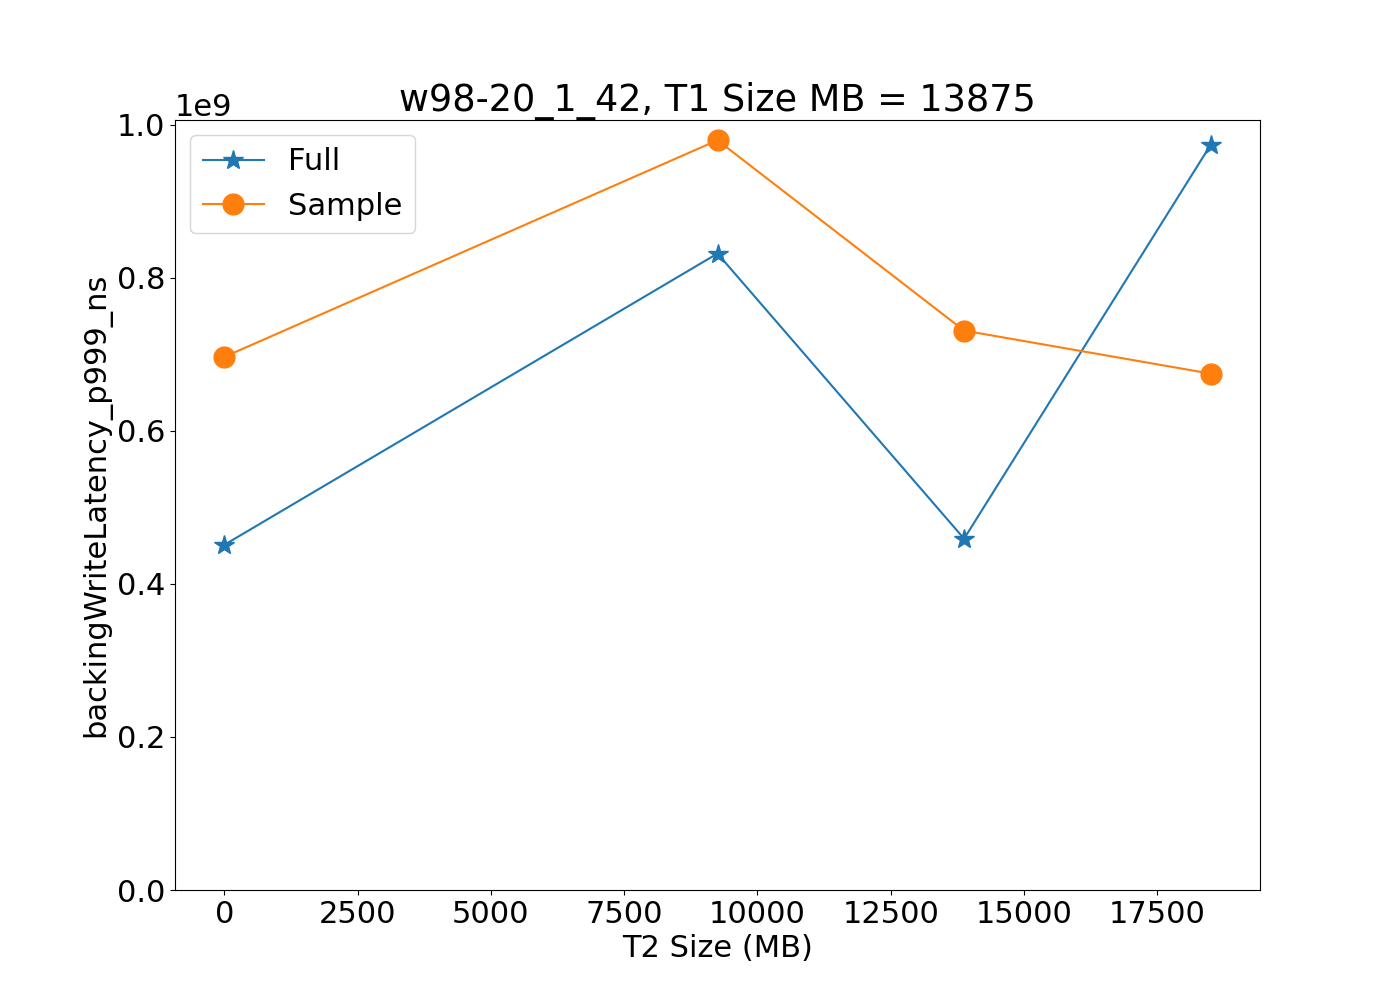 w98-20_1_42, T1 Size MB = 13875
1e9
1.0
0.8
0.6
0.4
0.2
0.0
backingWriteLatency_p999_ns
Full
Sample
0 2500 5000 7500 10000 12500 15000 17500
T2 Size (MB)